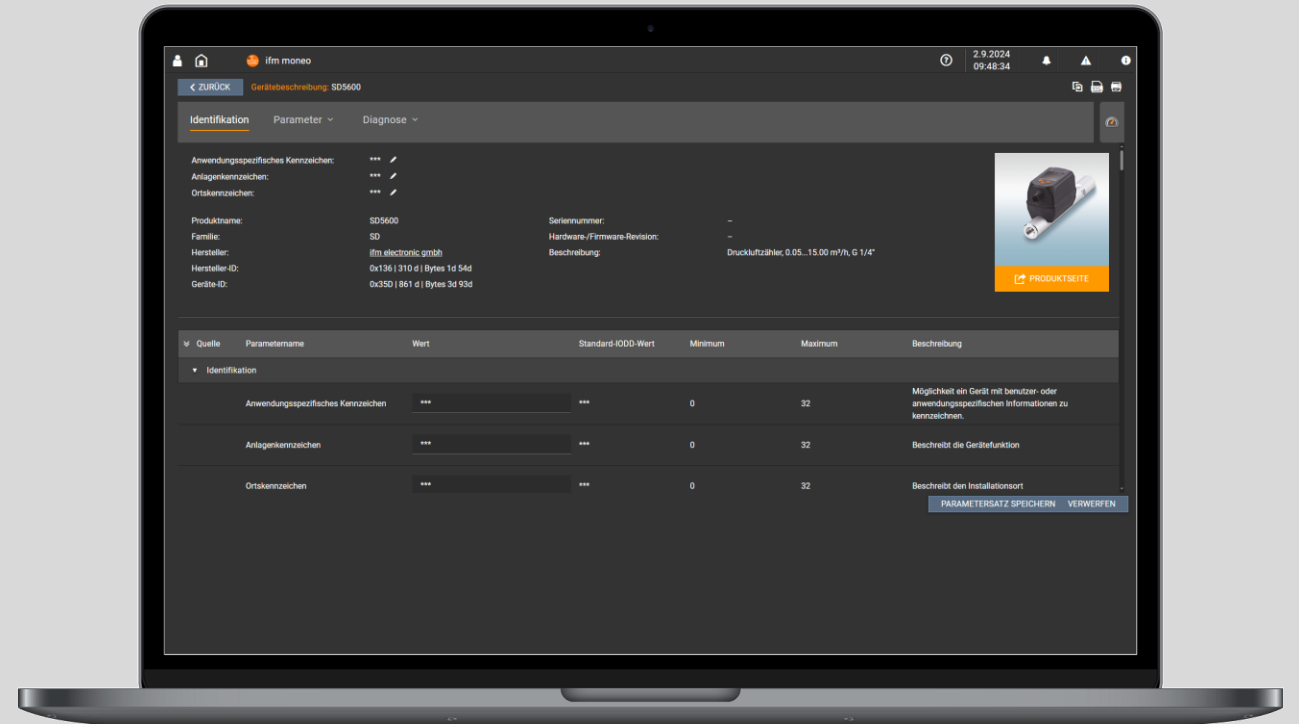 ifm moneo
2.9.2024
09:48:34
ZURÜCK
Gerätebeschreibung: SD5600
Identifikation Parameter Diagnose
Anwendungsspezifisches Kennzeichen: ***
Anlagenkennzeichen: ***
Ortskennzeichen: ***
Produktname: SD5600 Seriennummer: –
Familie: SD Hardware-/Firmware-Revision: –
Hersteller: ifm electronic gmbh Beschreibung: Druckluftzähler, 0.05...15.00 m³/h, G 1/4"
Hersteller-ID: 0x136 | 310 d | Bytes 1d 54d
Geräte-ID: 0x35D | 861 d | Bytes 3d 93d
PRODUKTSEITE
Quelle Parametername Wert Standard-IODD-Wert Minimum Maximum Beschreibung
Identifikation
Anwendungsspezifisches Kennzeichen *** *** 0 32 Möglichkeit ein Gerät mit benutzer- oder
anwendungsspezifischen Informationen zu
kennzeichnen.
Anlagenkennzeichen *** *** 0 32 Beschreibt die Gerätefunktion
Ortskennzeichen *** *** 0 32 Beschreibt den Installationsort
PARAMETERSATZ SPEICHERN VERWERFEN